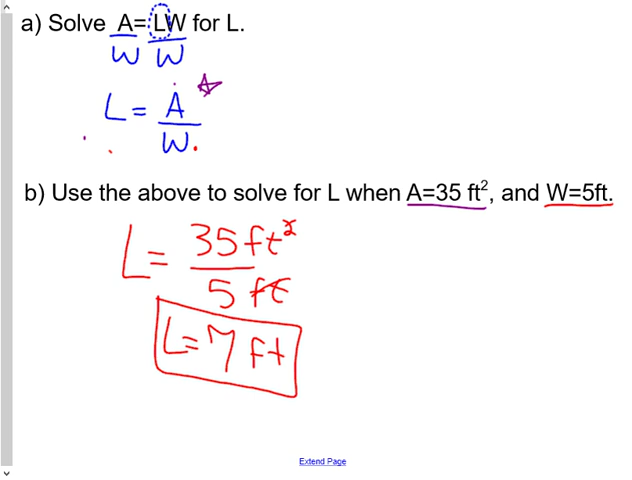 a) Solve A=LW for L.
W W
L = A
W
b) Use the above to solve for L when A=35 ft², and W=5ft.
L = 35ft²
5 ft
L=7 ft
Extend Page